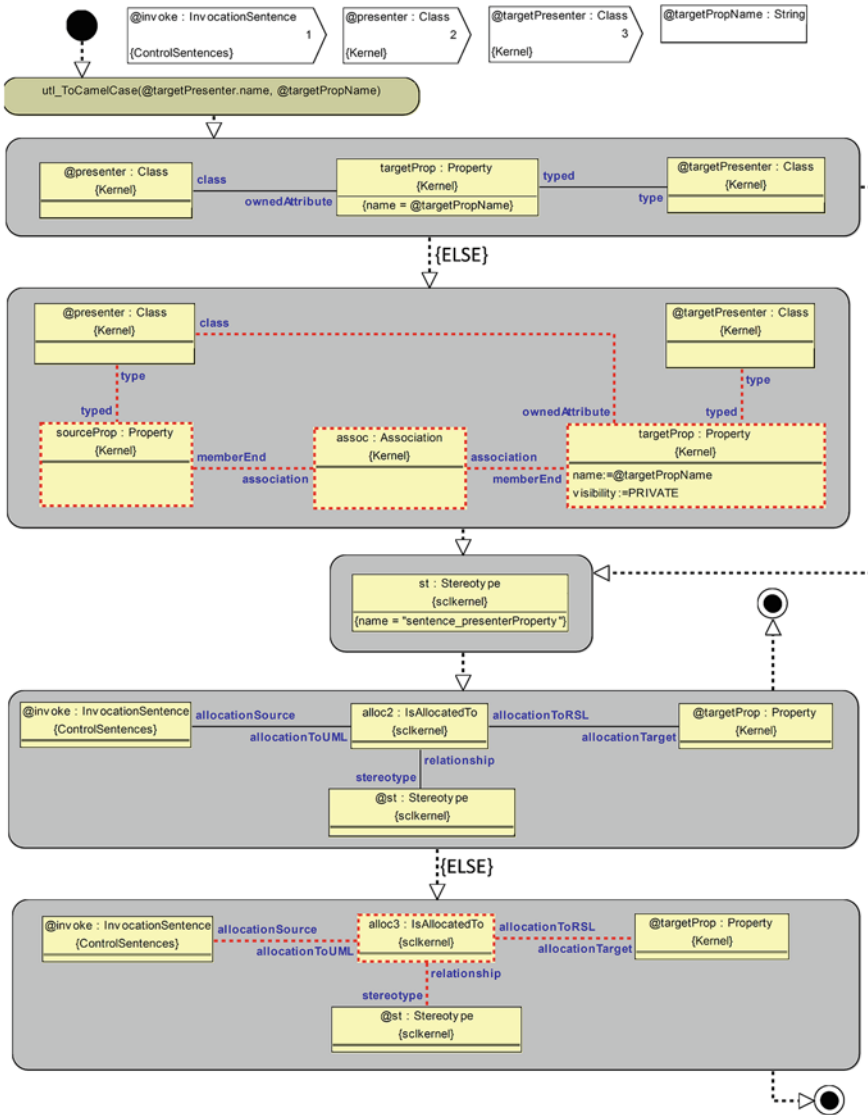 @invoke : InvocationSentence
1
{ControlSentences}
@presenter : Class
2
{Kernel}
@targetPresenter : Class
3
{Kernel}
@targetPropName : String
utl_ToCamelCase(@targetPresenter.name, @targetPropName)
@presenter : Class
{Kernel}
class
ownedAttribute
targetProp : Property
{Kernel}
{name = @targetPropName}
typed
type
@targetPresenter : Class
{Kernel}
{ELSE}
@presenter : Class
{Kernel}
class
@targetPresenter : Class
{Kernel}
type
type
typed
ownedAttribute
typed
sourceProp : Property
{Kernel}
memberEnd
association
assoc : Association
{Kernel}
association
memberEnd
targetProp : Property
{Kernel}
name:=@targetPropName
visibility:=PRIVATE
st : Stereotype
{sclkernel}
{name = "sentence_presenterProperty"}
@invoke : InvocationSentence
{ControlSentences}
allocationSource
allocationToUML
alloc2 : IsAllocatedTo
{sclkernel}
allocationToRSL
allocationTarget
@targetProp : Property
{Kernel}
relationship
stereotype
@st : Stereotype
{sclkernel}
{ELSE}
@invoke : InvocationSentence
{ControlSentences}
allocationSource
allocationToUML
alloc3 : IsAllocatedTo
{sclkernel}
allocationToRSL
allocationTarget
@targetProp : Property
{Kernel}
relationship
stereotype
@st : Stereotype
{sclkernel}